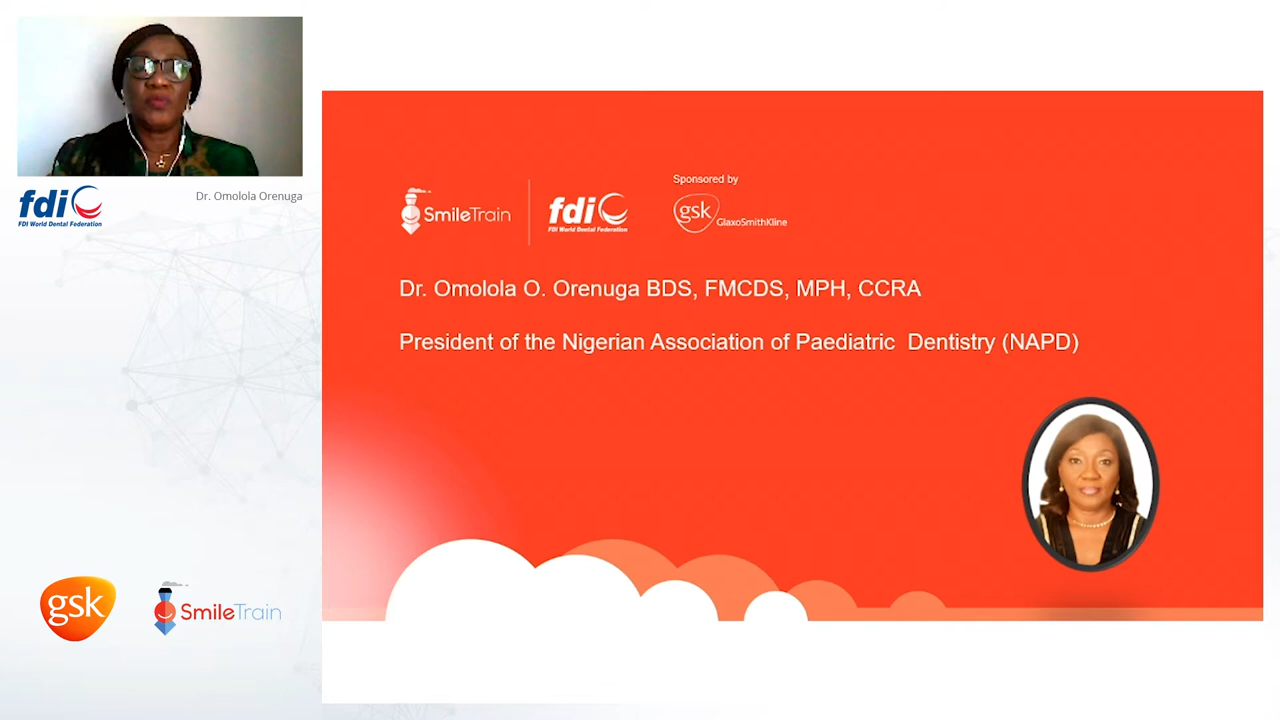 fdi
FDI World Dental Federation
Dr. Omolola Orenuga
gsk
SmileTrain
SmileTrain
fdi
FDI World Dental Federation
Sponsored by
gsk
GlaxoSmithKline
Dr. Omolola O. Orenuga BDS, FMCDS, MPH, CCRA
President of the Nigerian Association of Paediatric Dentistry (NAPD)